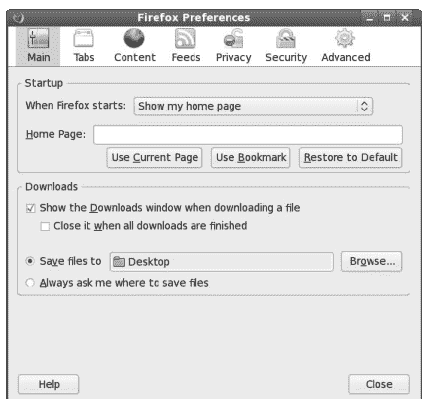 Firefox Preferences
Main Tabs Content Feecs Privacy Security Advanced
Startup
When Firefox starts: Show my home page
Home Page:
Use Current Page Use Bookmark Restore to Default
Downloads
Show the Downloads window when downloading a file
Close it when all downloads are finished
Save files to Desktop Browse...
Always ask me where tc save files
Help Close